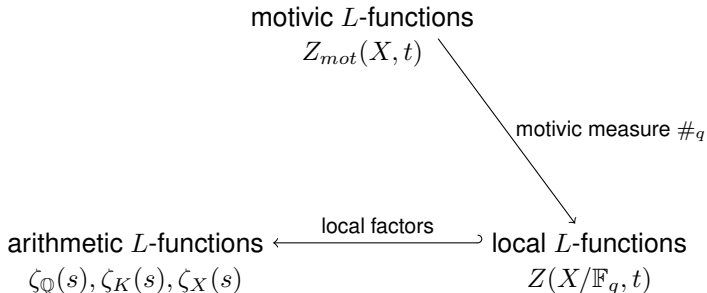 motivic L-functions
Z_{mot}(X, t)
motivic measure #_q
local factors
arithmetic L-functions
local L-functions
ζ_ℚ(s), ζ_K(s), ζ_X(s)
Z(X/𝔽_q, t)